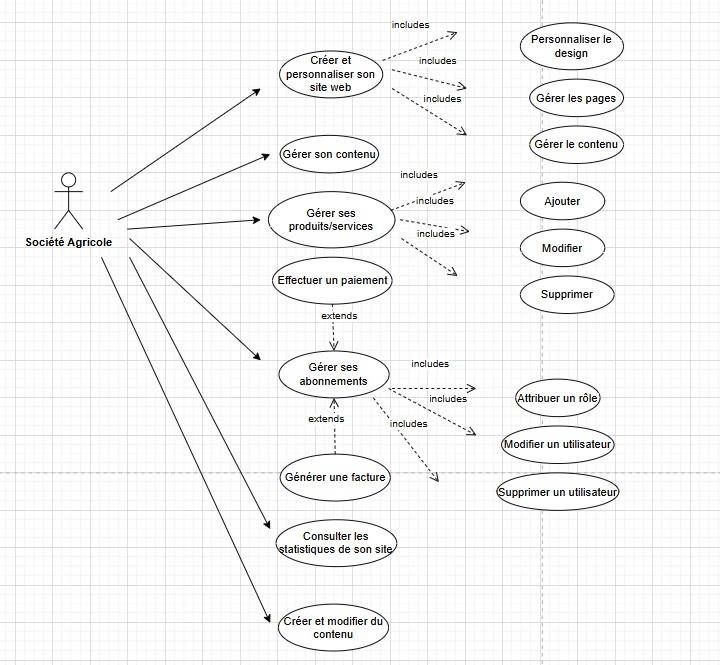 includes
Personnaliser le
design
Créer et
personnaliser son
site web
includes
Gérer les pages
includes
Gérer le contenu
Gérer son contenu
includes
Ajouter
includes
Gérer ses
produits/services
includes
Modifier
Société Agricole
Effectuer un paiement
Supprimer
extends
Gérer ses
abonnements
includes
includes
Attribuer un rôle
extends
includes
Modifier un utilisateur
Générer une facture
Supprimer un utilisateur
Consulter les
statistiques de son site
Créer et modifier du
contenu